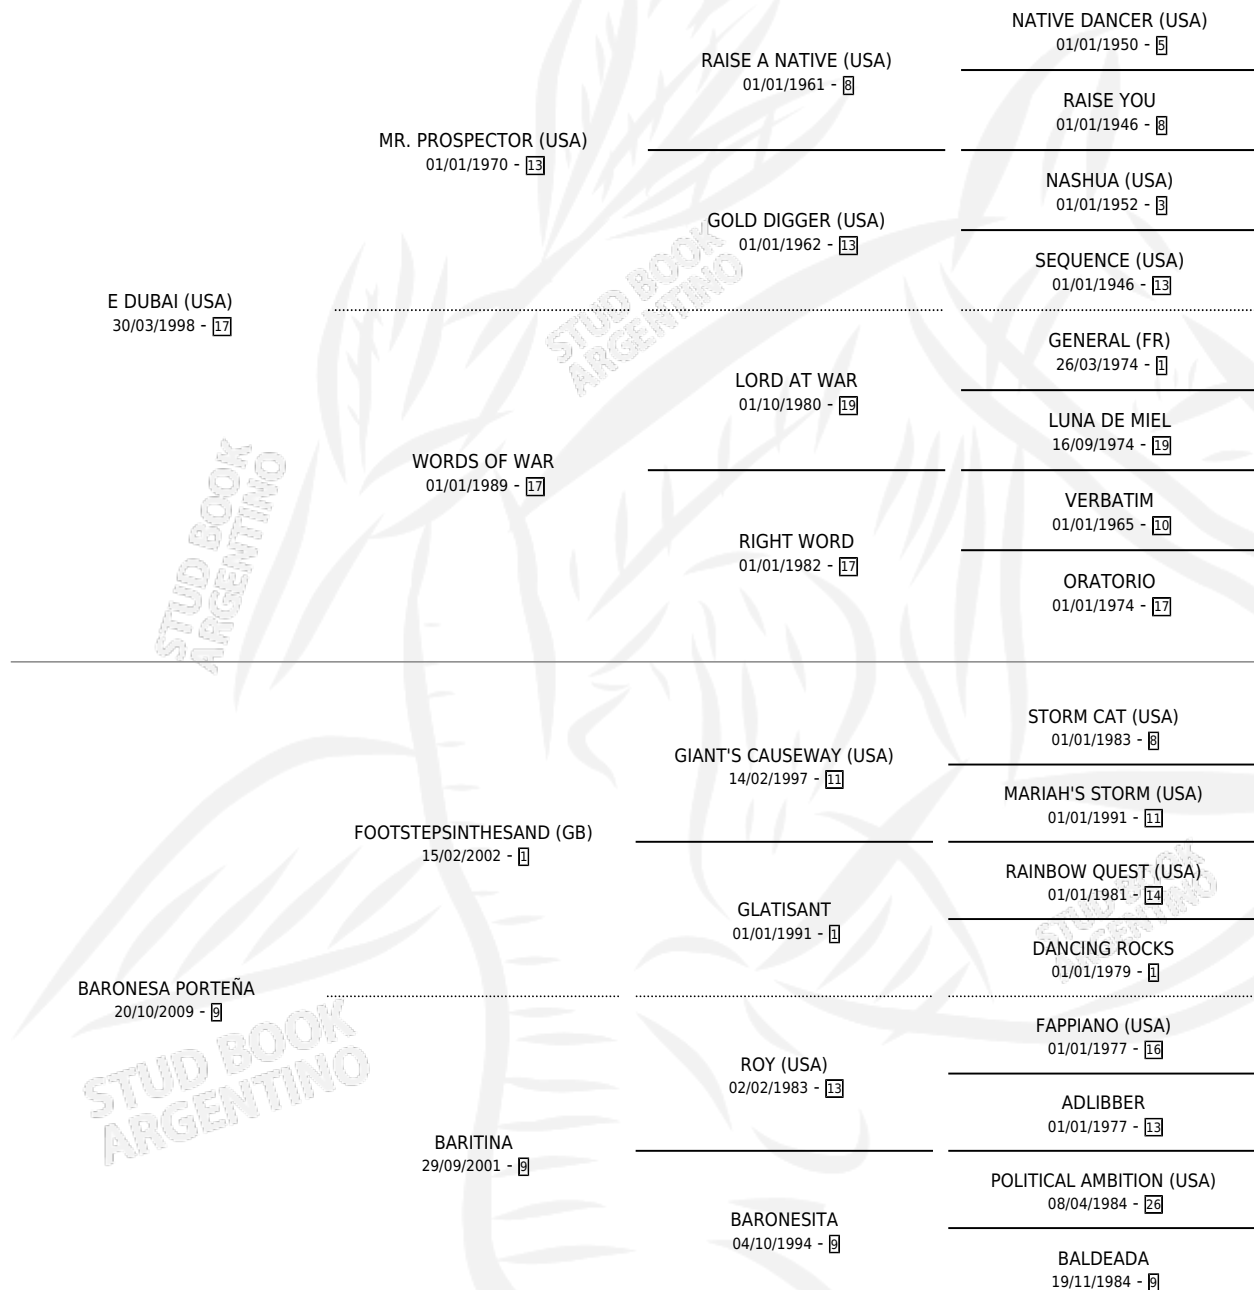 NATIVE DANCER (USA)
01/01/1950 - 5
RAISE A NATIVE (USA)
01/01/1961 - 8
RAISE YOU
01/01/1946 - 8
MR. PROSPECTOR (USA)
01/01/1970 - 13
NASHUA (USA)
01/01/1952 - 3
GOLD DIGGER (USA)
01/01/1962 - 13
SEQUENCE (USA)
01/01/1946 - 13
E DUBAI (USA)
30/03/1998 - 17
GENERAL (FR)
26/03/1974 - 1
LORD AT WAR
01/10/1980 - 19
LUNA DE MIEL
16/09/1974 - 19
WORDS OF WAR
01/01/1989 - 17
VERBATIM
01/01/1965 - 10
RIGHT WORD
01/01/1982 - 17
ORATORIO
01/01/1974 - 17
STORM CAT (USA)
01/01/1983 - 8
GIANT'S CAUSEWAY (USA)
14/02/1997 - 11
MARIAH'S STORM (USA)
01/01/1991 - 11
FOOTSTEPSINTHESAND (GB)
15/02/2002 - 1
RAINBOW QUEST (USA)
01/01/1981 - 14
GLATISANT
01/01/1991 - 1
DANCING ROCKS
01/01/1979 - 1
BARONESA PORTEÑA
20/10/2009 - 9
FAPPIANO (USA)
01/01/1977 - 16
ROY (USA)
02/02/1983 - 13
ADLIBBER
01/01/1977 - 13
BARITINA
29/09/2001 - 9
POLITICAL AMBITION (USA)
08/04/1984 - 26
BARONESITA
04/10/1994 - 9
BALDEADA
19/11/1984 - 9
STUD BOOK
ARGENTINO
STUD BOOK
ARGENTINO
STUD BOOK
ARGENTINO
STUD BOOK
ARGENTINO